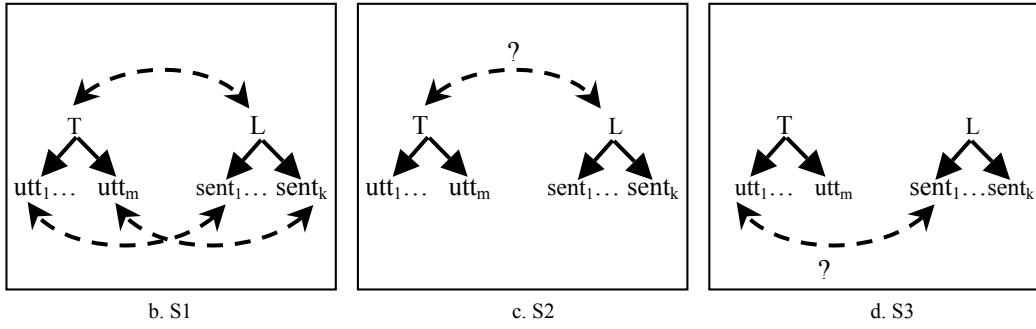 ?
T L
T L
T L
utt₁… uttₘ sent₁… sentₖ
utt₁… uttₘ sent₁… sentₖ
utt₁… uttₘ sent₁… sentₖ
?
b. S1
c. S2
d. S3